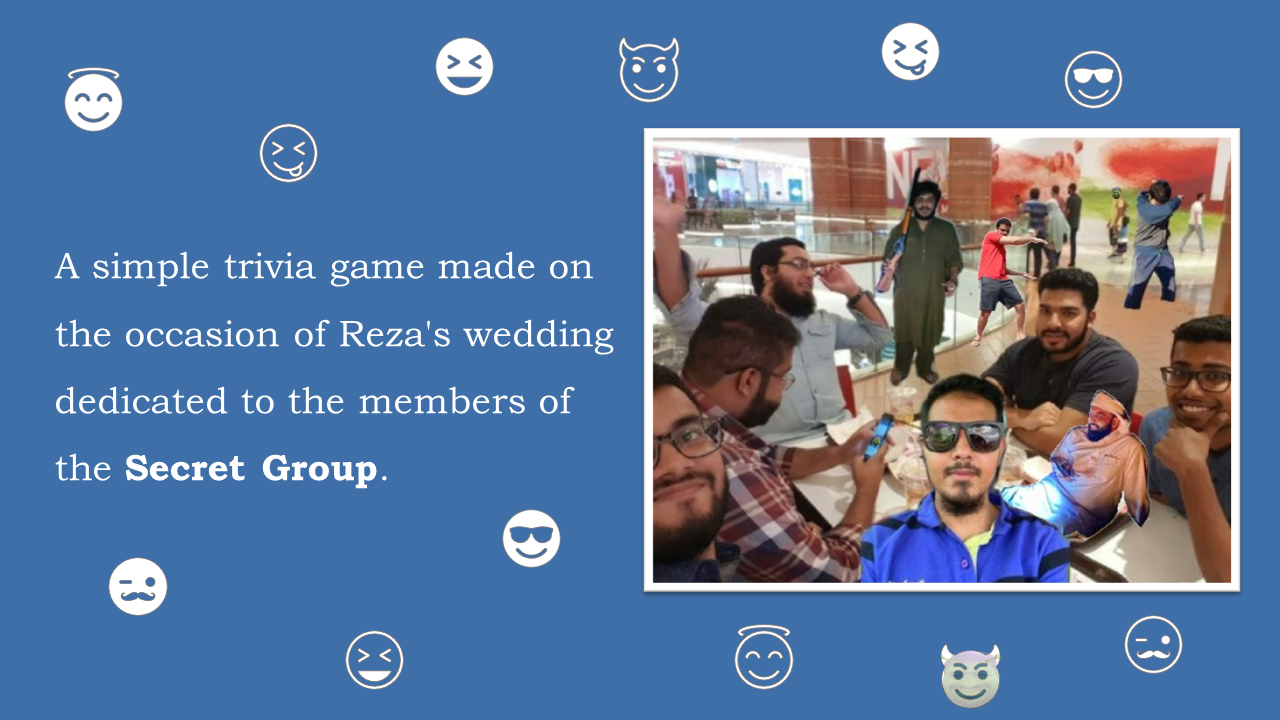 A simple trivia game made on
the occasion of Reza's wedding
dedicated to the members of
the Secret Group.